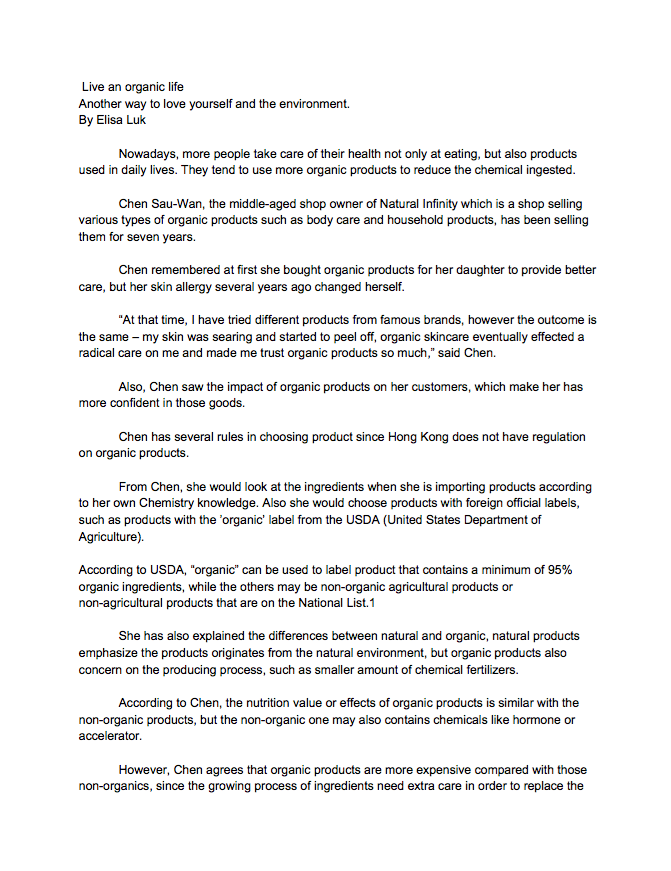 Live an organic life
Another way to love yourself and the environment.
By Elisa Luk
Nowadays, more people take care of their health not only at eating, but also products
used in daily lives. They tend to use more organic products to reduce the chemical ingested.
Chen Sau-Wan, the middle-aged shop owner of Natural Infinity which is a shop selling
various types of organic products such as body care and household products, has been selling
them for seven years.
Chen remembered at first she bought organic products for her daughter to provide better
care, but her skin allergy several years ago changed herself.
“At that time, I have tried different products from famous brands, however the outcome is
the same – my skin was searing and started to peel off, organic skincare eventually effected a
radical care on me and made me trust organic products so much,” said Chen.
Also, Chen saw the impact of organic products on her customers, which make her has
more confident in those goods.
Chen has several rules in choosing product since Hong Kong does not have regulation
on organic products.
From Chen, she would look at the ingredients when she is importing products according
to her own Chemistry knowledge. Also she would choose products with foreign official labels,
such as products with the ’organic’ label from the USDA (United States Department of
Agriculture).
According to USDA, “organic” can be used to label product that contains a minimum of 95%
organic ingredients, while the others may be non-organic agricultural products or
non-agricultural products that are on the National List.1
She has also explained the differences between natural and organic, natural products
emphasize the products originates from the natural environment, but organic products also
concern on the producing process, such as smaller amount of chemical fertilizers.
According to Chen, the nutrition value or effects of organic products is similar with the
non-organic products, but the non-organic one may also contains chemicals like hormone or
accelerator.
However, Chen agrees that organic products are more expensive compared with those
non-organics, since the growing process of ingredients need extra care in order to replace the